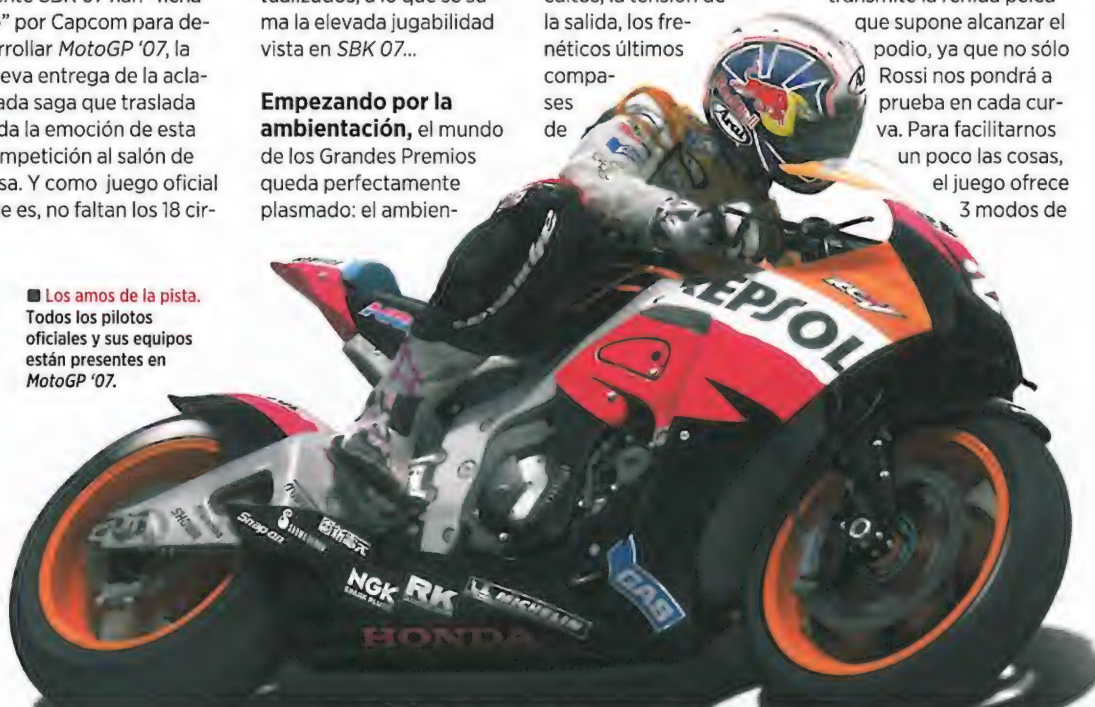 por Capcom para de-
rrollar MotoGP '07, la
eva entrega de la acla-
ada saga que traslada
da la emoción de esta
mpetición al salón de
sa. Y como juego oficial
e es, no faltan los 18 cir-
ma la elevada jugabilidad
vista en SBK 07...
Empezando por la
ambientación, el mundo
de los Grandes Premios
queda perfectamente
plasmado: el ambien-
la salida, los fre-
néticos últimos
compa-
ses
de
que supone alcanzar el
podio, ya que no sólo
Rossi nos pondrá a
prueba en cada cur-
va. Para facilitarnos
un poco las cosas,
el juego ofrece
3 modos de
Los amos de la pista.
Todos los pilotos
oficiales y sus equipos
están presentes en
MotoGP '07.
Arai
REPSOL
Snap-on
NGK
SPARK PLUGS
RK
MICHELIN
GAS
HONDA